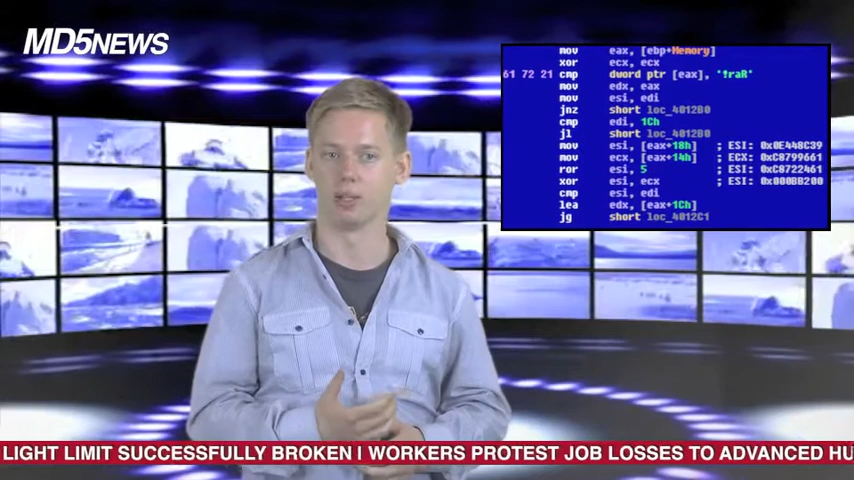 MD5NEWS
mov eax, [ebp+Memory]
xor ecx, ecx
61 72 21 cmp dword ptr [eax], '!raR'
mov edx, eax
mov esi, edi
jnz short loc_4012B0
cmp edi, 1Ch
jl short loc_4012B0
mov esi, [eax+18h] ; ESI: 0x0E448C39
mov ecx, [eax+14h] ; ECX: 0xC8799661
ror esi, 5 ; ESI: 0xC8722461
xor esi, ecx ; ESI: 0x000BB200
cmp esi, edi
lea edx, [eax+1Ch]
jg short loc_4012C1
LIGHT LIMIT SUCCESSFULLY BROKEN | WORKERS PROTEST JOB LOSSES TO ADVANCED HU